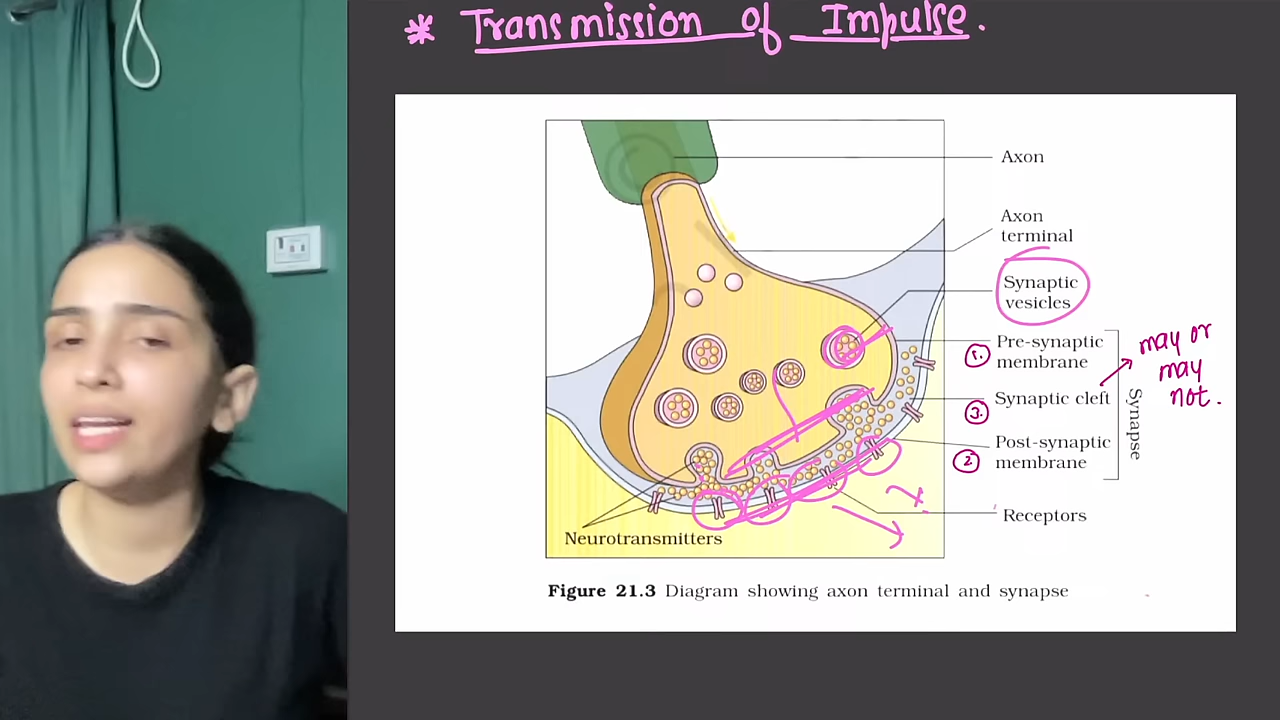 * Transmission of Impulse.
Axon
Axon
terminal
Synaptic
vesicles
1. Pre-synaptic
membrane
may or
may
not.
3. Synaptic cleft
2 Post-synaptic
membrane
Synapse
Receptors
Neurotransmitters
Figure 21.3 Diagram showing axon terminal and synapse